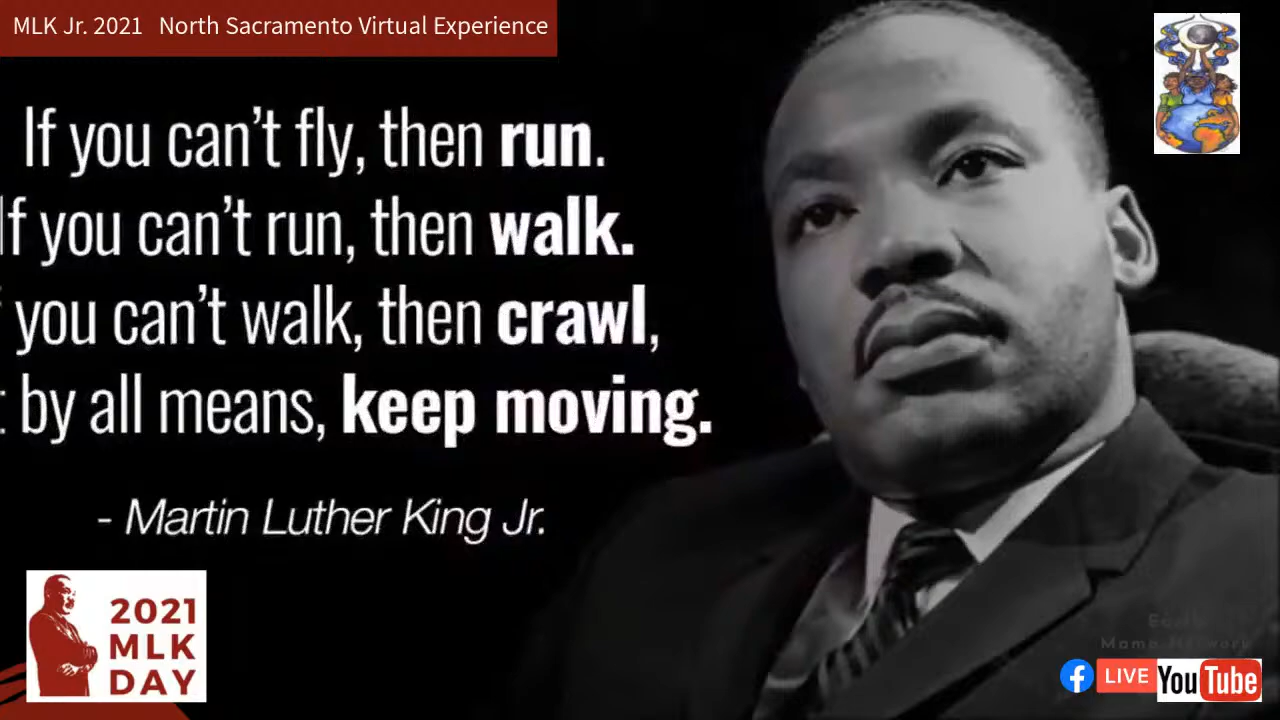 MLK Jr. 2021 North Sacramento Virtual Experience
If you can't fly, then run.
If you can't run, then walk.
you can't walk, then crawl,
by all means, keep moving.
- Martin Luther King Jr.
2021
MLK
DAY
LIVE YouTube